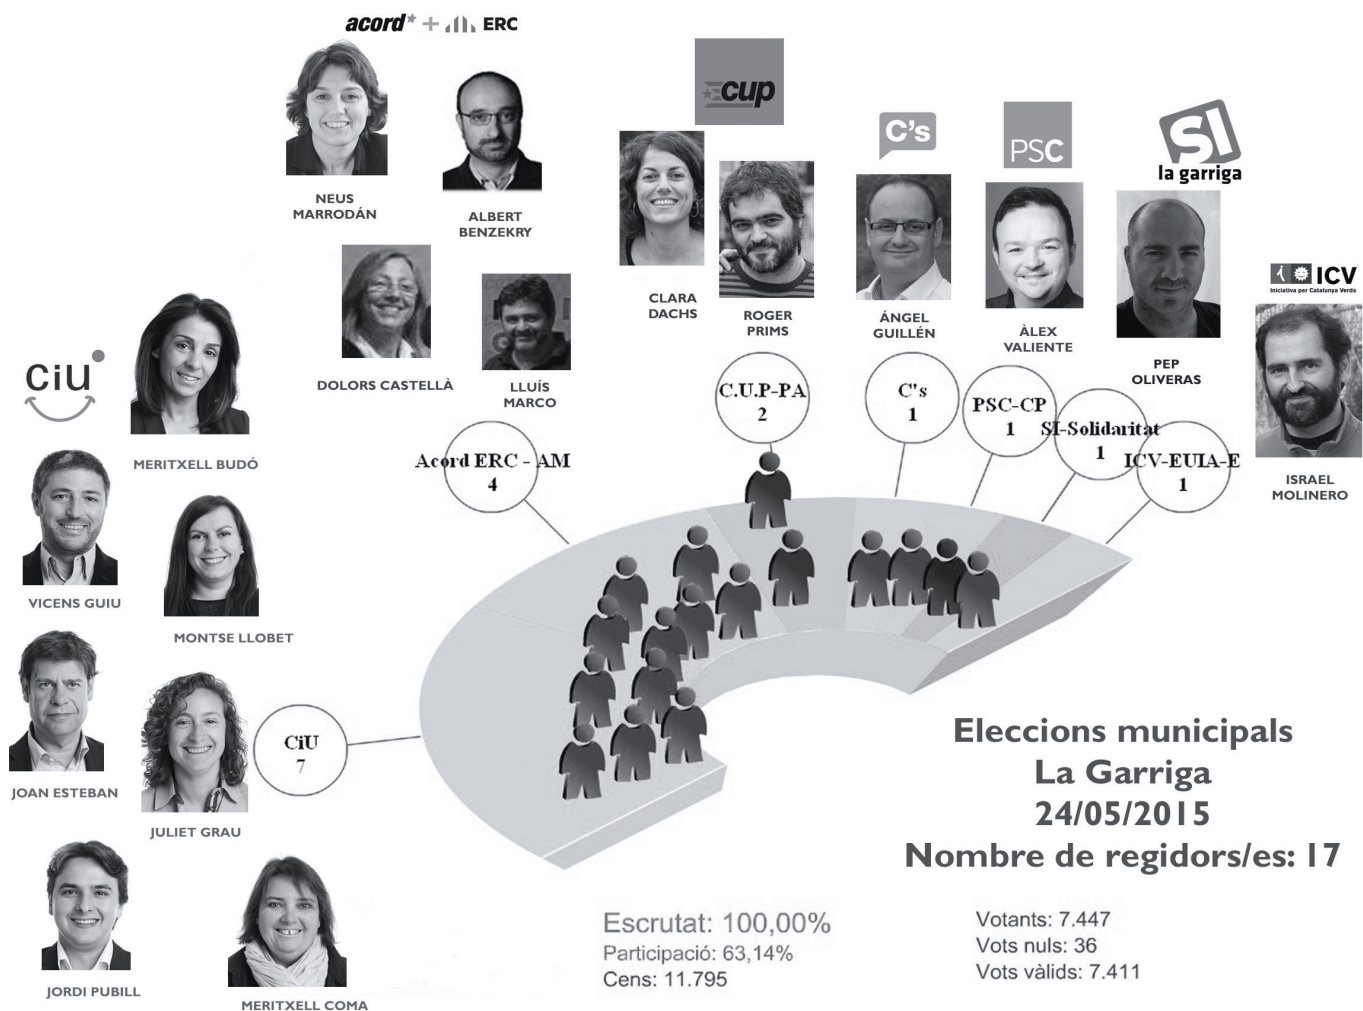 acord* + ERC
NEUS
MARRODÁN
ALBERT
BENZEKRY
DOLORS CASTELLÀ
LLUÍS
MARCO
cup
CLARA
DACHS
ROGER
PRIMS
C's
ÁNGEL
GUILLÉN
PSC
ÀLEX
VALIENTE
SI
la garriga
PEP
OLIVERAS
ICV
Iniciativa per Catalunya Verds
ISRAEL
MOLINERO
ciu
MERITXELL BUDÓ
VICENS GUIU
MONTSE LLOBET
JOAN ESTEBAN
JULIET GRAU
JORDI PUBILL
MERITXELL COMA
CiU
7
Acord ERC - AM
4
C.U.P-PA
2
C's
1
PSC-CP
1
SI-Solidaritat
1
ICV-EUIA-E
1
Eleccions municipals
La Garriga
24/05/2015
Nombre de regidors/es: 17
Escrutat: 100,00%
Participació: 63,14%
Cens: 11.795
Votants: 7.447
Vots nuls: 36
Vots vàlids: 7.411